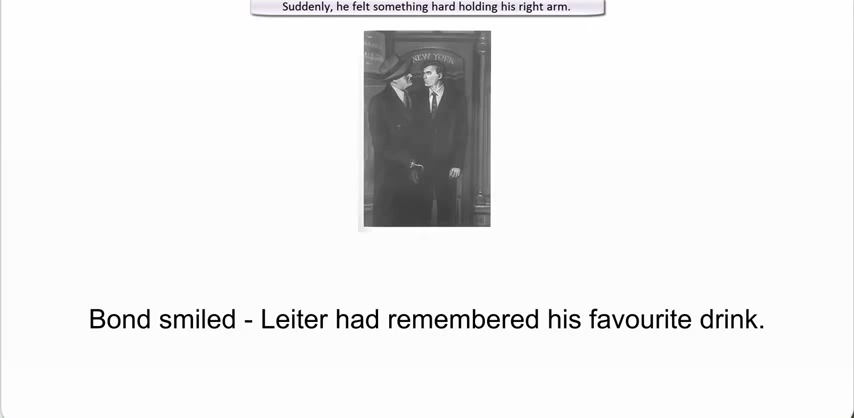 Suddenly, he felt something hard holding his right arm.
NEW YORK
Bond smiled - Leiter had remembered his favourite drink.